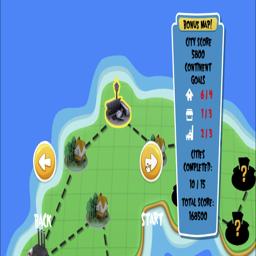 BONUS MAP!
CITY SCORE
5800
CONTINENT
GOALS
6/9
1/3
2/3
CITIES
COMPLETED:
10/15
TOTAL SCORE:
168500
BACK
START
? 
?